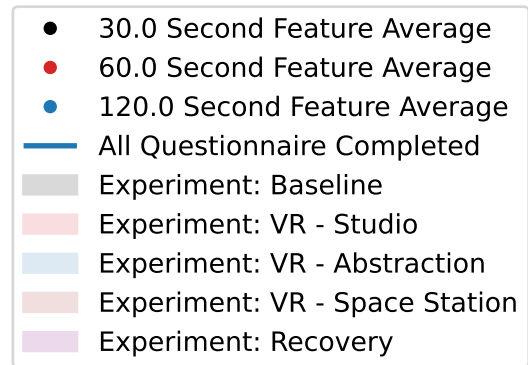 30.0 Second Feature Average
60.0 Second Feature Average
120.0 Second Feature Average
All Questionnaire Completed
Experiment: Baseline
Experiment: VR - Studio
Experiment: VR - Abstraction
Experiment: VR - Space Station
Experiment: Recovery